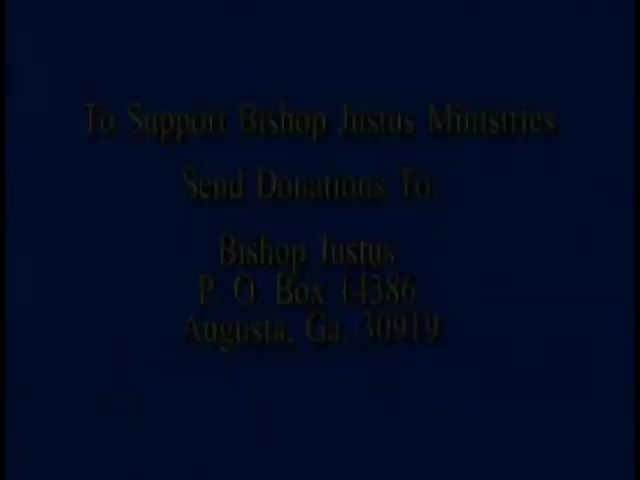 To Support Bishop Justus Ministries
Send Donations To:
Bishop Justus
P. O. Box 14386
Augusta, Ga. 30919